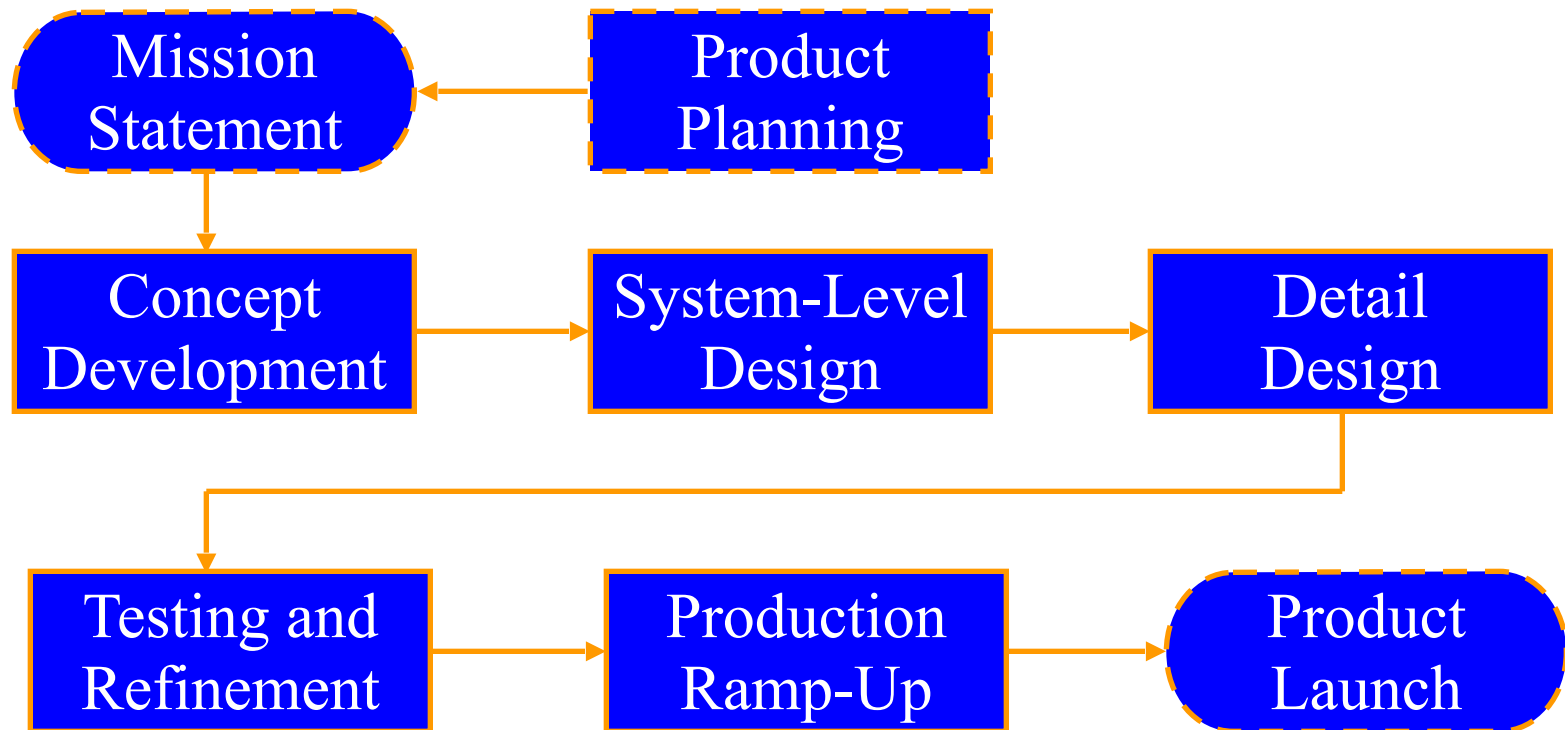 Mission
Statement
Product
Planning
Concept
Development
System-Level
Design
Detail
Design
Testing and
Refinement
Production
Ramp-Up
Product
Launch